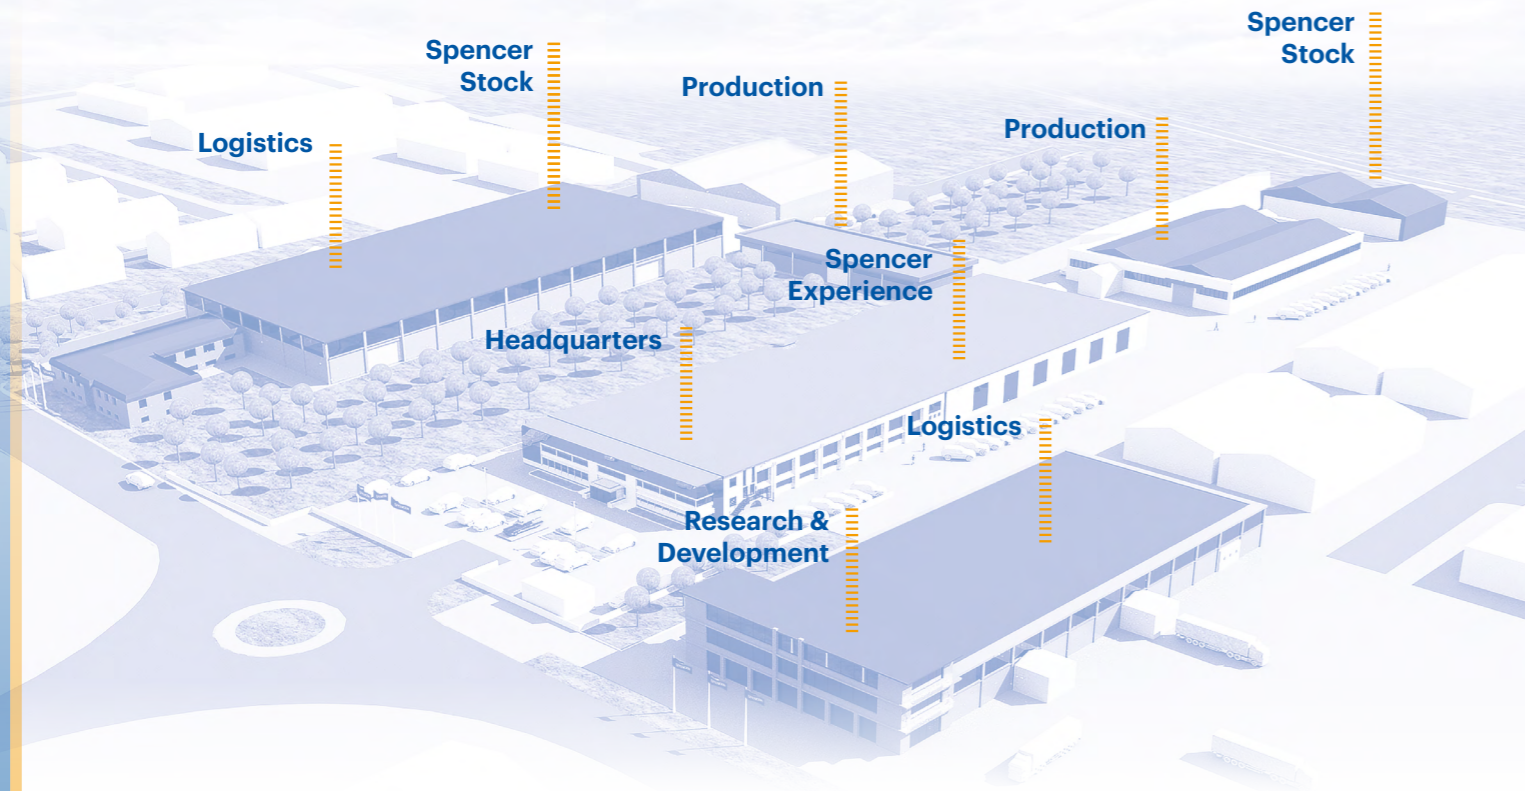 Spencer
Stock
Spencer
Stock
Production
Production
Logistics
Spencer
Experience
Headquarters
Logistics
Research &
Development